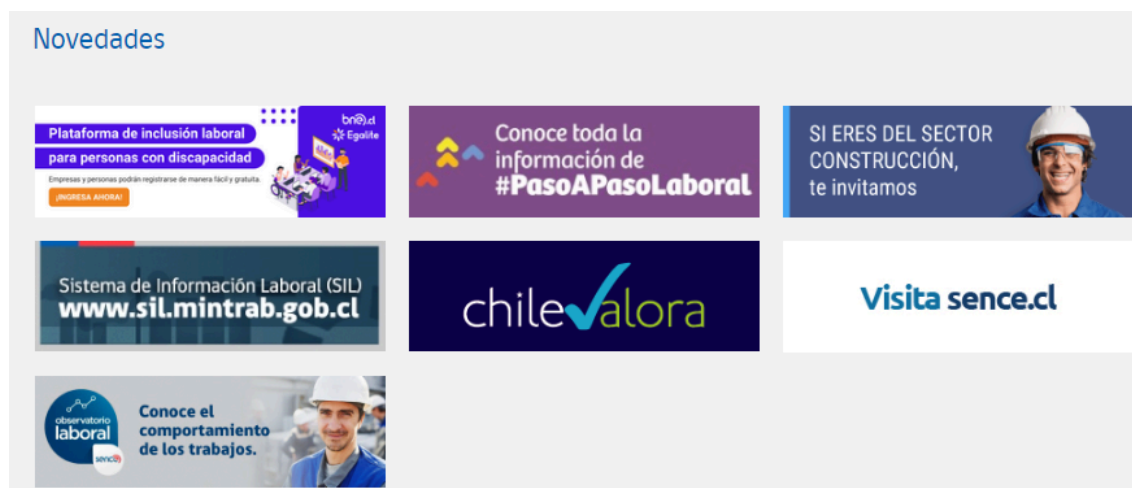 Novedades
bne.cl
Egalite
Plataforma de inclusión laboral
para personas con discapacidad
Empresas y personas podrán registrarse de manera fácil y gratuita.
¡INGRESA AHORA!
Conoce toda la
información de
#PasoAPasoLaboral
SI ERES DEL SECTOR
CONSTRUCCIÓN,
te invitamos
Sistema de Información Laboral (SIL)
www.sil.mintrab.gob.cl
chilevalora
Visita sence.cl
observatorio
laboral
sence
Conoce el
comportamiento
de los trabajos.